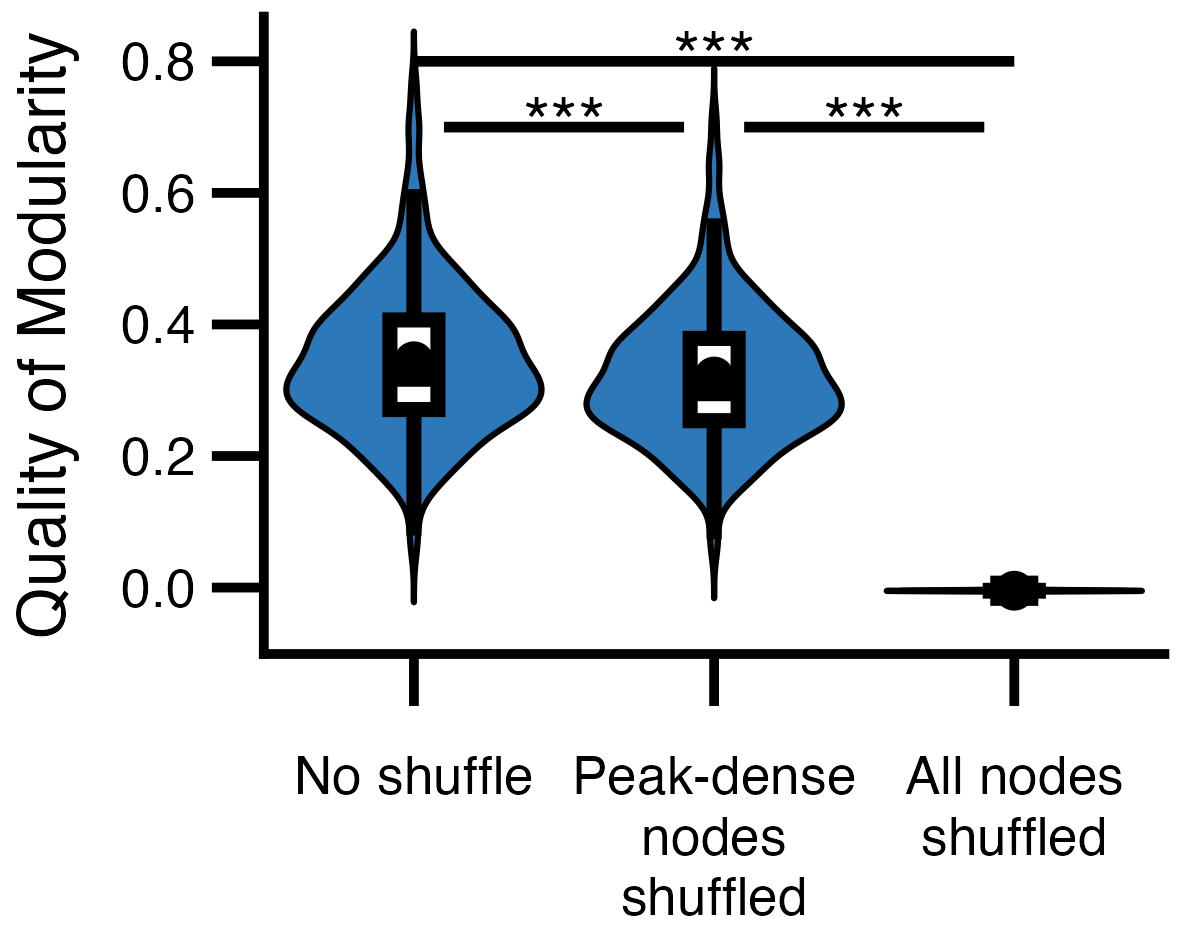 Quality of Modularity
0.8
0.6
0.4
0.2
0.0
***
***
***
No shuffle
Peak-dense
nodes
shuffled
All nodes
shuffled